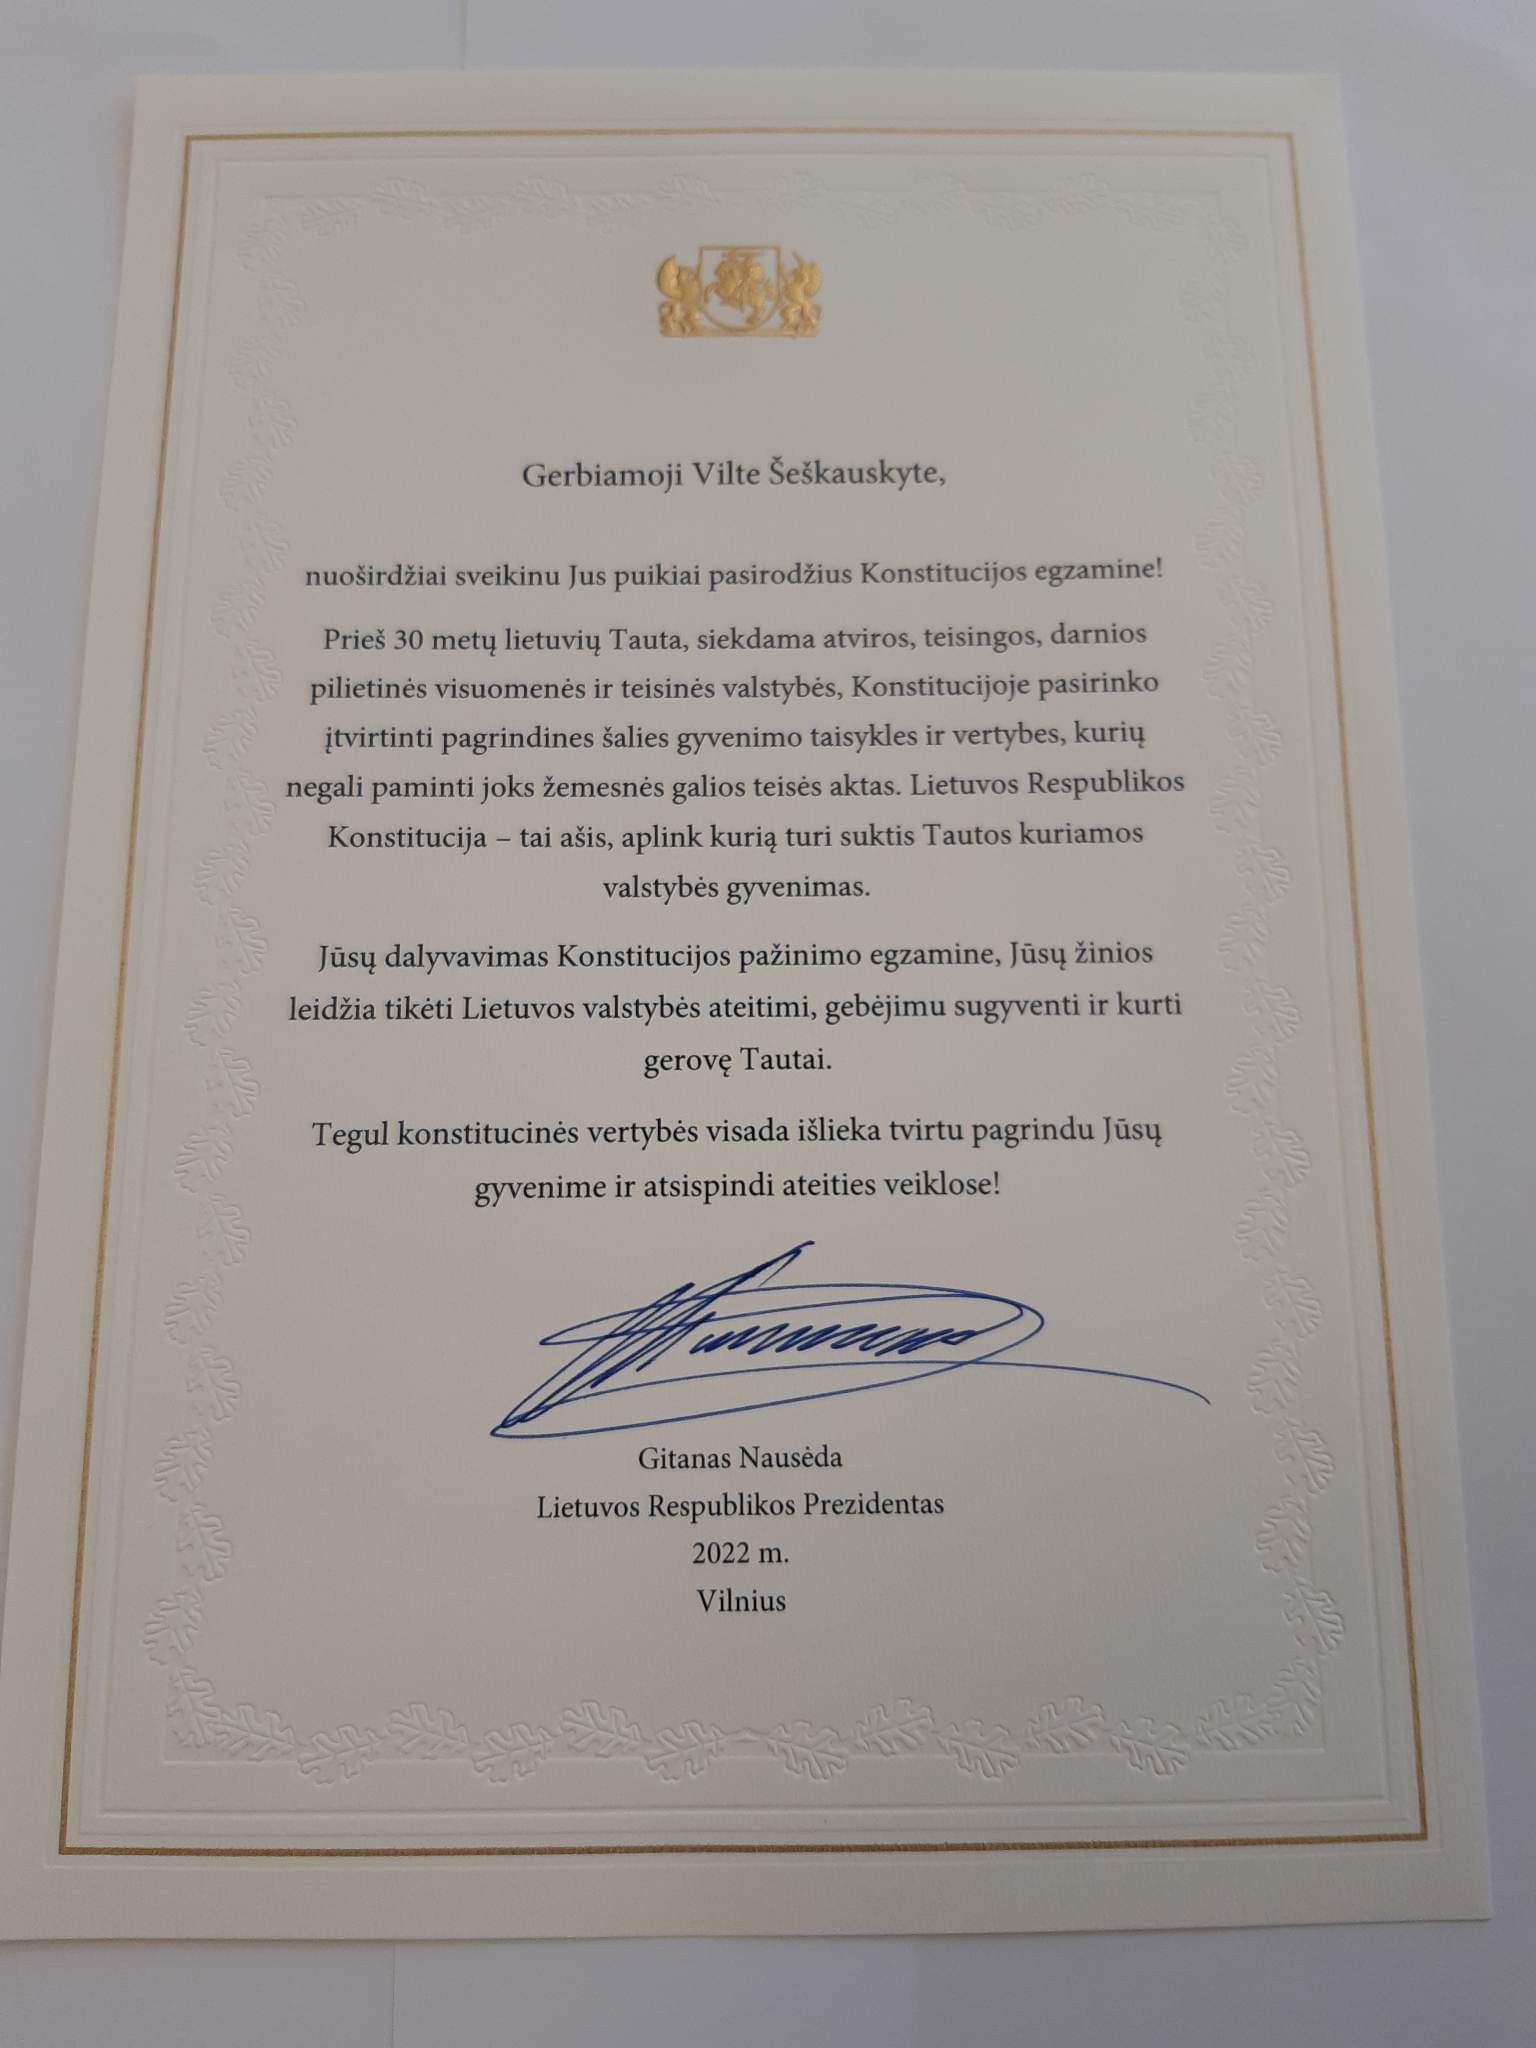 Gerbiamoji Vilte Šeškauskyte,
nuoširdžiai sveikinu Jus puikiai pasirodžius Konstitucijos egzamine!
Prieš 30 metų lietuvių Tauta, siekdama atviros, teisingos, darnios
pilietinės visuomenės ir teisinės valstybės, Konstitucijoje pasirinko
įtvirtinti pagrindines šalies gyvenimo taisykles ir vertybes, kurių
negali paminti joks žemesnės galios teisės aktas. Lietuvos Respublikos
Konstitucija – tai ašis, aplink kurią turi suktis Tautos kuriamos
valstybės gyvenimas.
Jūsų dalyvavimas Konstitucijos pažinimo egzamine, Jūsų žinios
leidžia tikėti Lietuvos valstybės ateitimi, gebėjimu sugyventi ir kurti
gerovę Tautai.
Tegul konstitucinės vertybės visada išlieka tvirtu pagrindu Jūsų
gyvenime ir atsispindi ateities veiklose!
Gitanas Nausėda
Lietuvos Respublikos Prezidentas
2022 m.
Vilnius